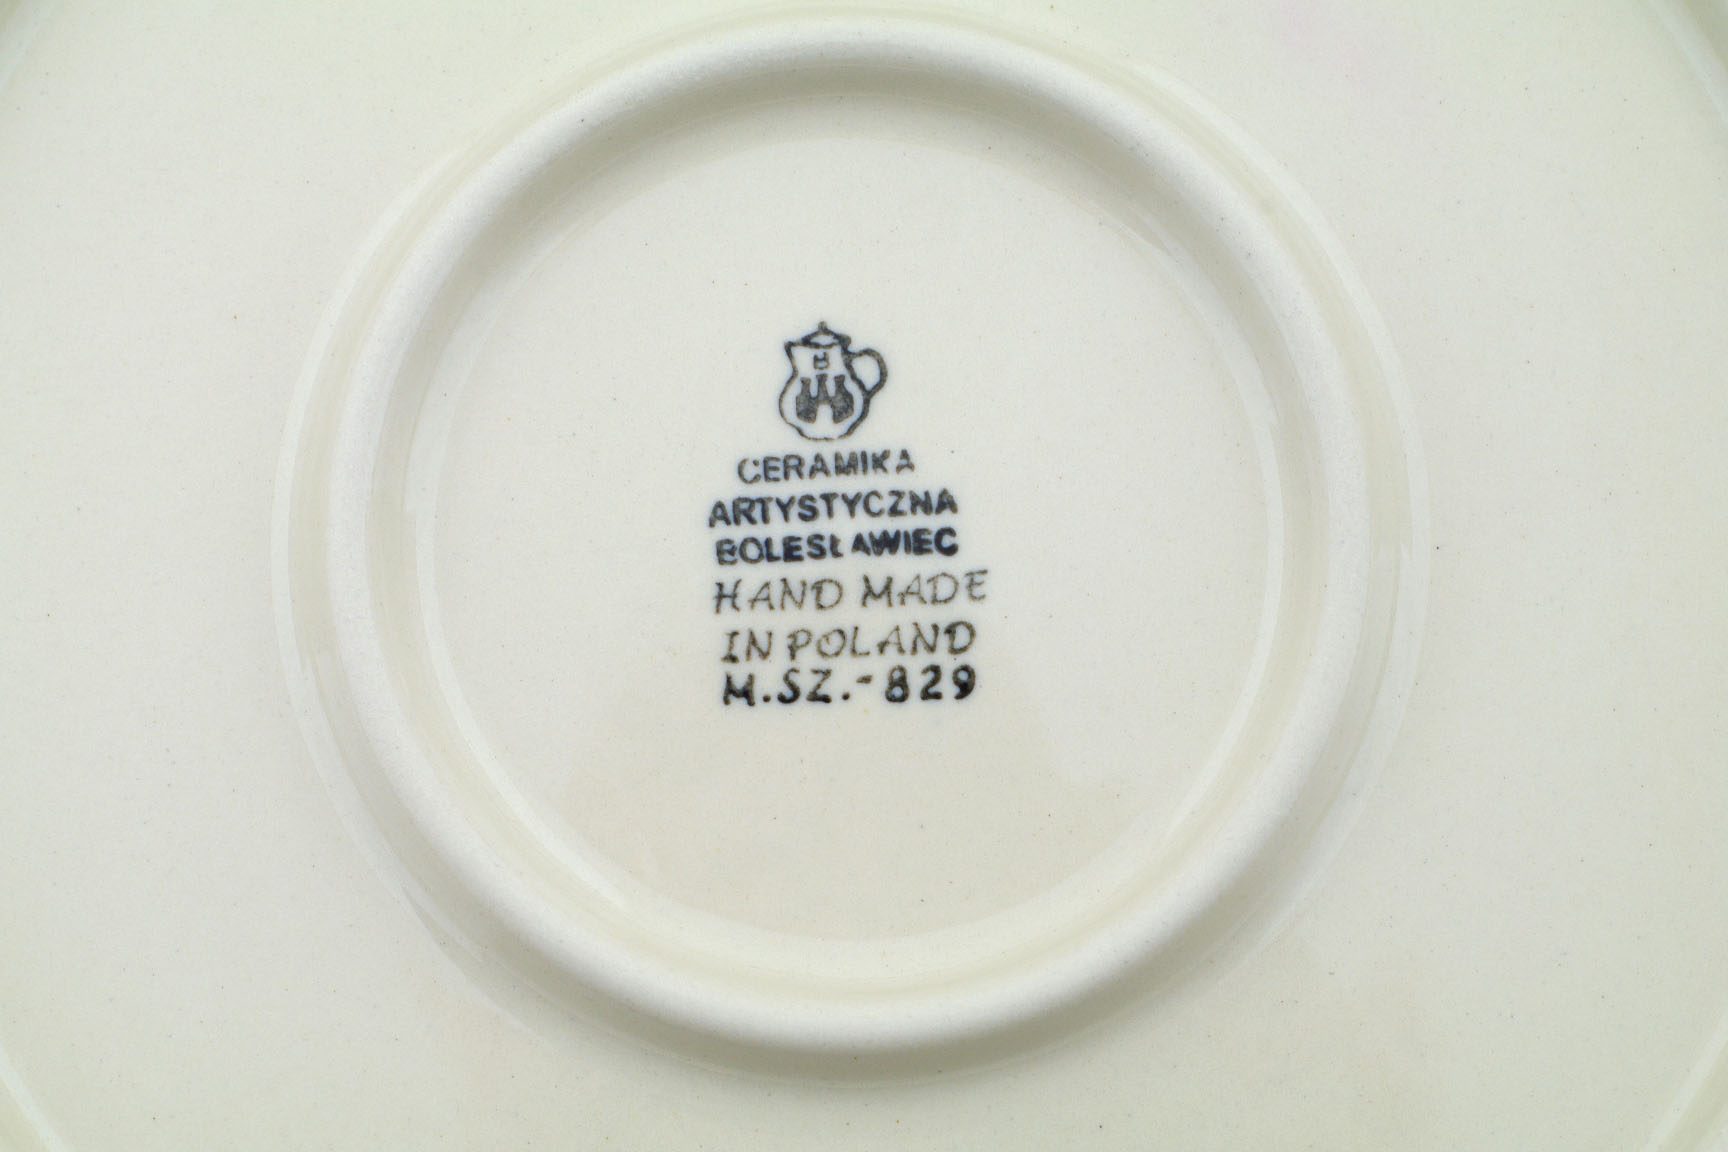 B
CERAMIKA
ARTYSTYCZNA
BOLESŁAWIEC
HAND MADE
IN POLAND
M.SZ.-829